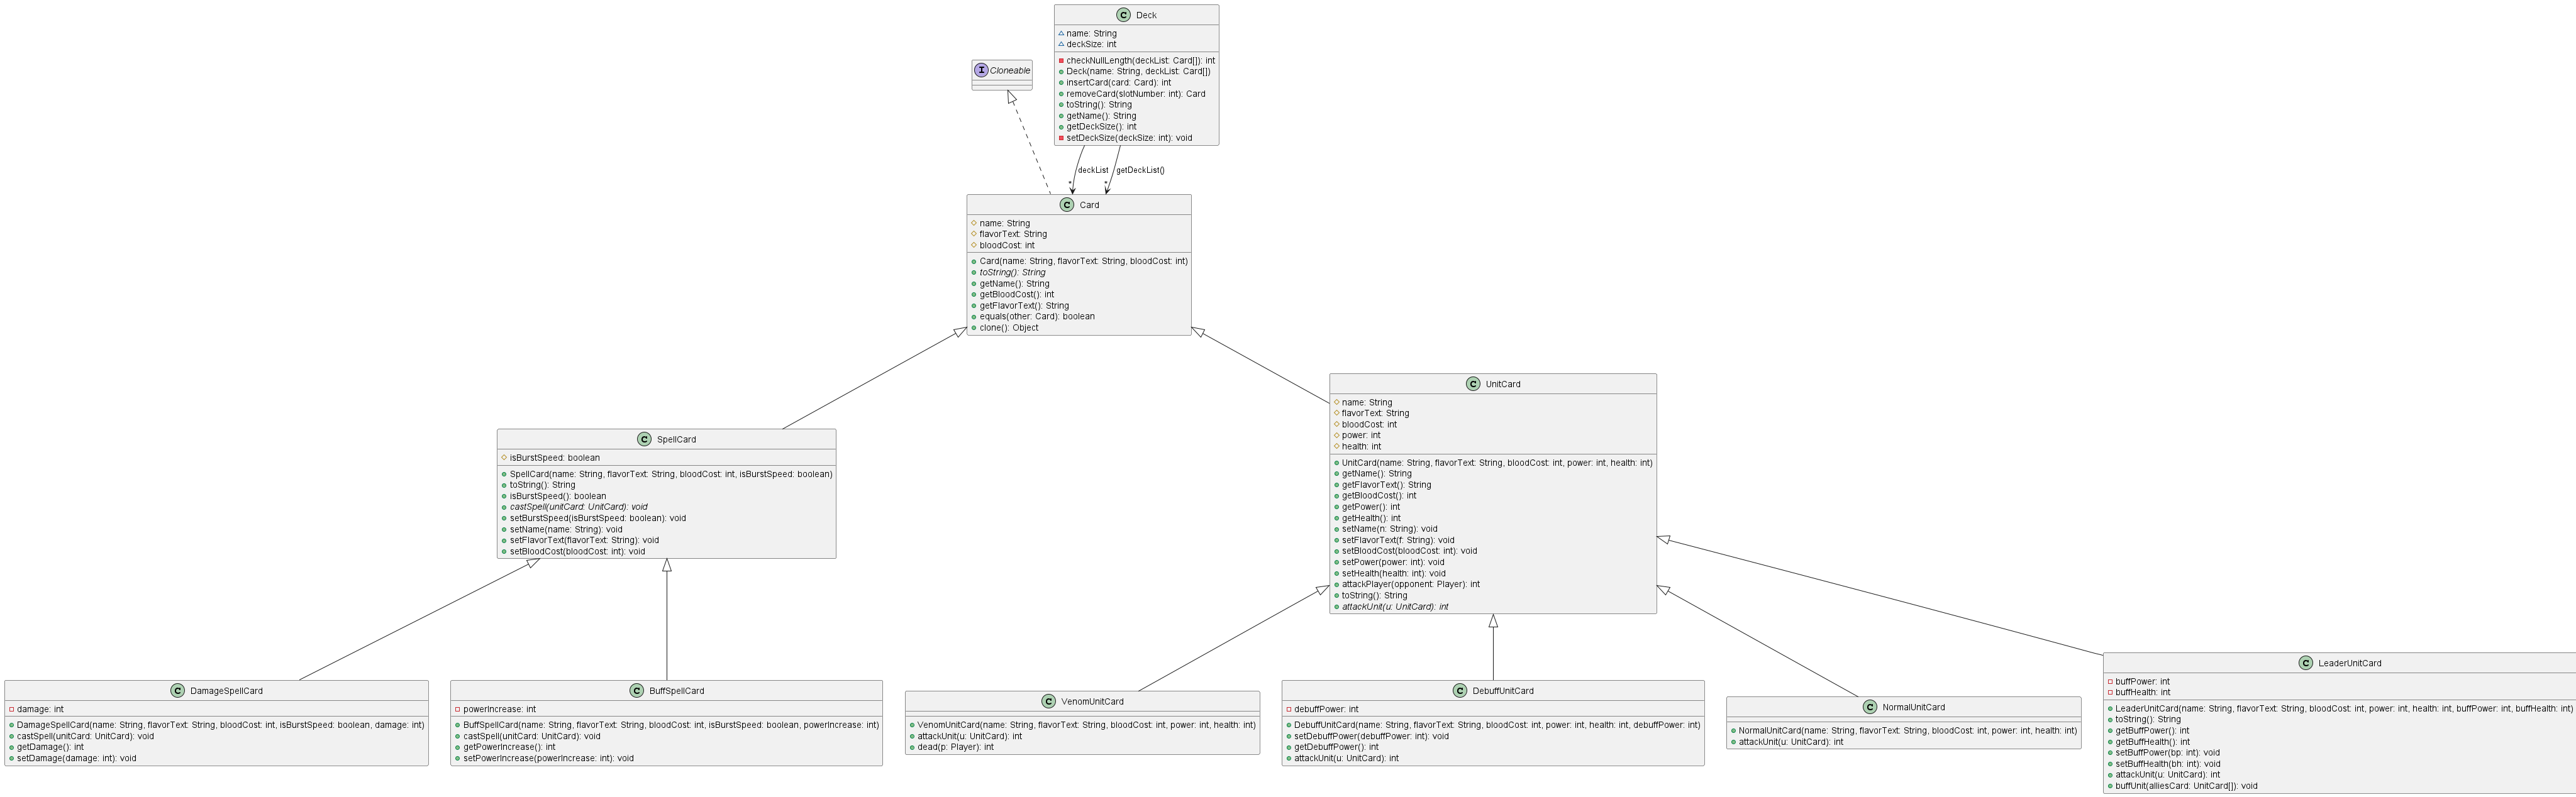 C Deck
name: String
deckSize: int
checkNullLength(deckList: Card[]): int
Deck(name: String, deckList: Card[])
insertCard(card: Card): int
removeCard(slotNumber: int): Card
toString(): String
getName(): String
getDeckSize(): int
setDeckSize(deckSize: int): void
I Cloneable
deckList
getDeckList()
*
*
C Card
name: String
flavorText: String
bloodCost: int
Card(name: String, flavorText: String, bloodCost: int)
toString(): String
getName(): String
getBloodCost(): int
getFlavorText(): String
equals(other: Card): boolean
clone(): Object
C SpellCard
isBurstSpeed: boolean
SpellCard(name: String, flavorText: String, bloodCost: int, isBurstSpeed: boolean)
toString(): String
isBurstSpeed(): boolean
castSpell(unitCard: UnitCard): void
setBurstSpeed(isBurstSpeed: boolean): void
setName(name: String): void
setFlavorText(flavorText: String): void
setBloodCost(bloodCost: int): void
C UnitCard
name: String
flavorText: String
bloodCost: int
power: int
health: int
UnitCard(name: String, flavorText: String, bloodCost: int, power: int, health: int)
getName(): String
getFlavorText(): String
getBloodCost(): int
getPower(): int
getHealth(): int
setName(n: String): void
setFlavorText(f: String): void
setBloodCost(bloodCost: int): void
setPower(power: int): void
setHealth(health: int): void
attackPlayer(opponent: Player): int
toString(): String
attackUnit(u: UnitCard): int
C DamageSpellCard
damage: int
DamageSpellCard(name: String, flavorText: String, bloodCost: int, isBurstSpeed: boolean, damage: int)
castSpell(unitCard: UnitCard): void
getDamage(): int
setDamage(damage: int): void
C BuffSpellCard
powerIncrease: int
BuffSpellCard(name: String, flavorText: String, bloodCost: int, isBurstSpeed: boolean, powerIncrease: int)
castSpell(unitCard: UnitCard): void
getPowerIncrease(): int
setPowerIncrease(powerIncrease: int): void
C VenomUnitCard
VenomUnitCard(name: String, flavorText: String, bloodCost: int, power: int, health: int)
attackUnit(u: UnitCard): int
dead(p: Player): int
C DebuffUnitCard
debuffPower: int
DebuffUnitCard(name: String, flavorText: String, bloodCost: int, power: int, health: int, debuffPower: int)
setDebuffPower(debuffPower: int): void
getDebuffPower(): int
attackUnit(u: UnitCard): int
C NormalUnitCard
NormalUnitCard(name: String, flavorText: String, bloodCost: int, power: int, health: int)
attackUnit(u: UnitCard): int
C LeaderUnitCard
buffPower: int
buffHealth: int
LeaderUnitCard(name: String, flavorText: String, bloodCost: int, power: int, health: int, buffPower: int, buffHealth: int)
toString(): String
getBuffPower(): int
getBuffHealth(): int
setBuffPower(bp: int): void
setBuffHealth(bh: int): void
attackUnit(u: UnitCard): int
buffUnit(alliesCard: UnitCard[]): void